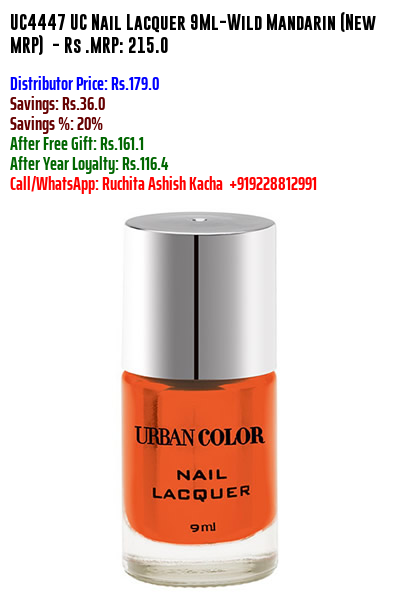 UC4447 UC Nail Lacquer 9Ml-Wild Mandarin (New
MRP) - Rs .MRP: 215.0
Distributor Price: Rs.179.0
Savings: Rs.36.0
Savings %: 20%
After Free Gift: Rs.161.1
After Year Loyalty: Rs.116.4
Call/WhatsApp: Ruchita Ashish Kacha +919228812991
URBAN COLOR
NAIL
LACQUER
9ml